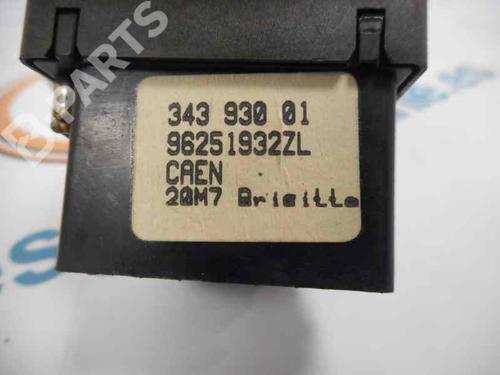 B-PARTS
343 930 01
96251932ZL
CAEN
20M7 Brigitte